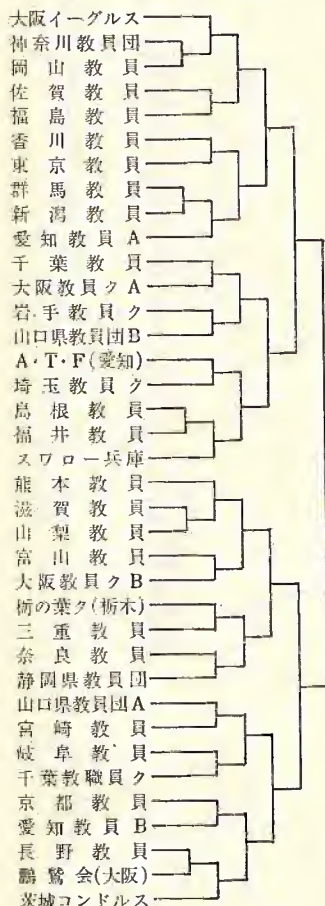 大阪イーグルス
神奈川教員団
岡山教員
佐賀教員
福島教員
香川教員
東京教員
群馬教員
新潟教員
愛知教員A
千葉教員
大阪教員クA
岩手教員ク
山口県教員団B
A・T・F(愛知)
埼玉教員ク
島根教員
福井教員
スワロー兵庫
熊本教員
滋賀教員
山梨教員
富山教員
大阪教員クB
栃の葉ク(栃木)
三重教員
奈良教員
静岡県教員団
山口県教員団A
宮崎教員
岐阜教員
千葉教職員ク
京都教員
愛知教員B
長野教員
鵬鷲会(大阪)
茨城コンドルス